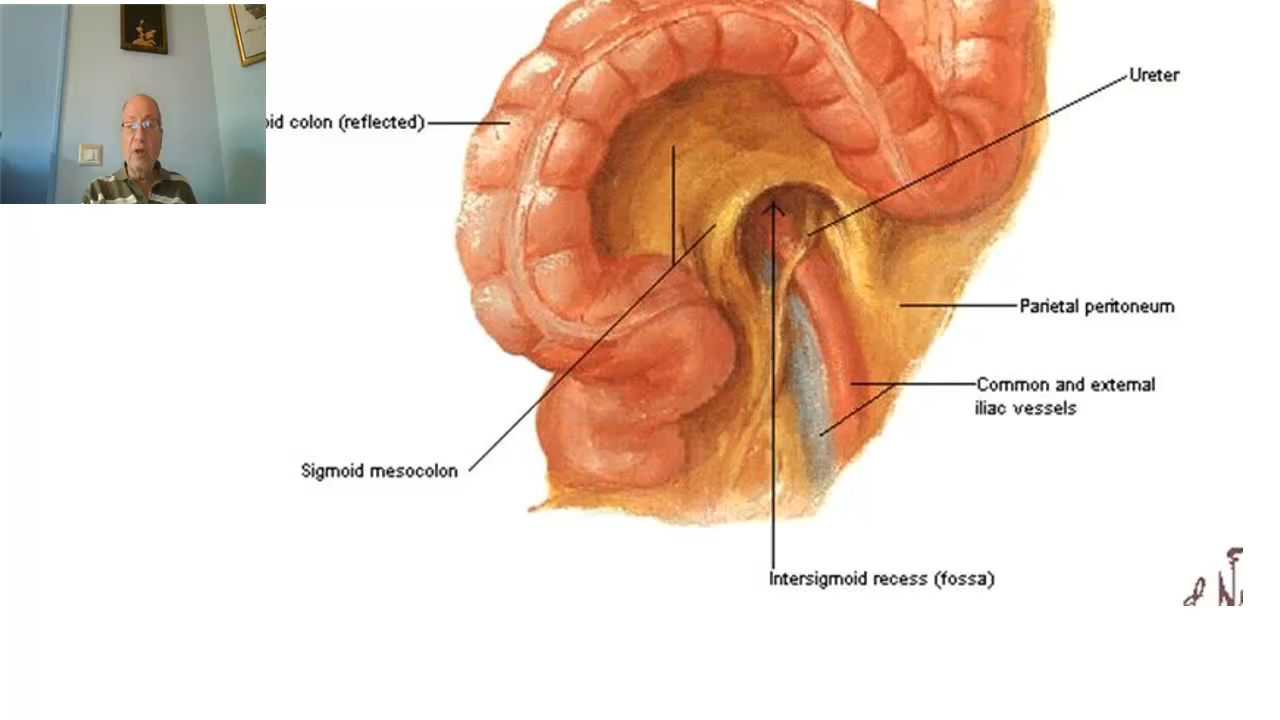 Ureter
oid colon (reflected)
Parietal peritoneum
Common and external
iliac vessels
Sigmoid mesocolon
Intersigmoid recess (fossa)